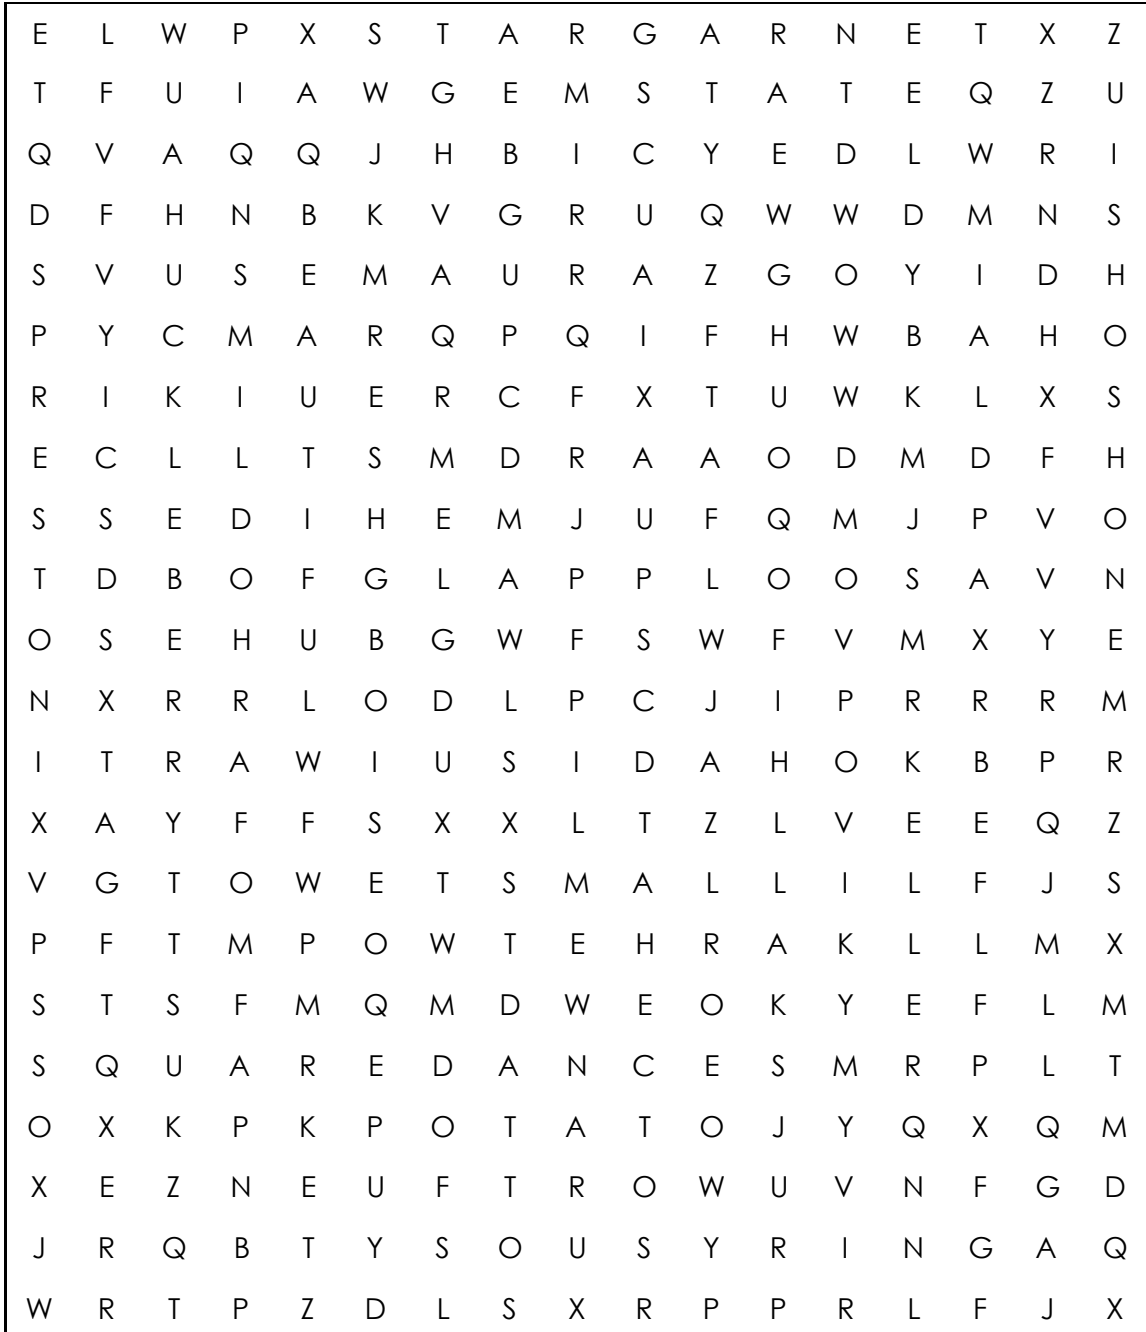 E L W P X S T A R G A R N E T X Z
T F U I A W G E M S T A T E Q Z U
Q V A Q Q J H B I C Y E D L W R I
D F H N B K V G R U Q W W D M N S
S V U S E M A U R A Z G O Y I D H
P Y C M A R Q P Q I F H W B A H O
R I K I U E R C F X T U W K L X S
E C L L T S M D R A A O D M D F H
S S E D I H E M J U F Q M J P V O
T D B O F G L A P P L O O S A V N
O S E H U B G W F S W F V M X Y E
N X R R L O D L P C J I P R R R M
I T R A W I U S I D A H O K B P R
X A Y F F S X X L T Z L V E E Q Z
V G T O W E T S M A L L I L F J S
P F T M P O W T E H R A K L L M X
S T S F M Q M D W E O K Y E F L M
S Q U A R E D A N C E S M R P L T
O X K P K P O T A T O J Y Q X Q M
X E Z N E U F T R O W U V N F G D
J R Q B T Y S O U S Y R I N G A Q
W R T P Z D L S X R P P R L F J X